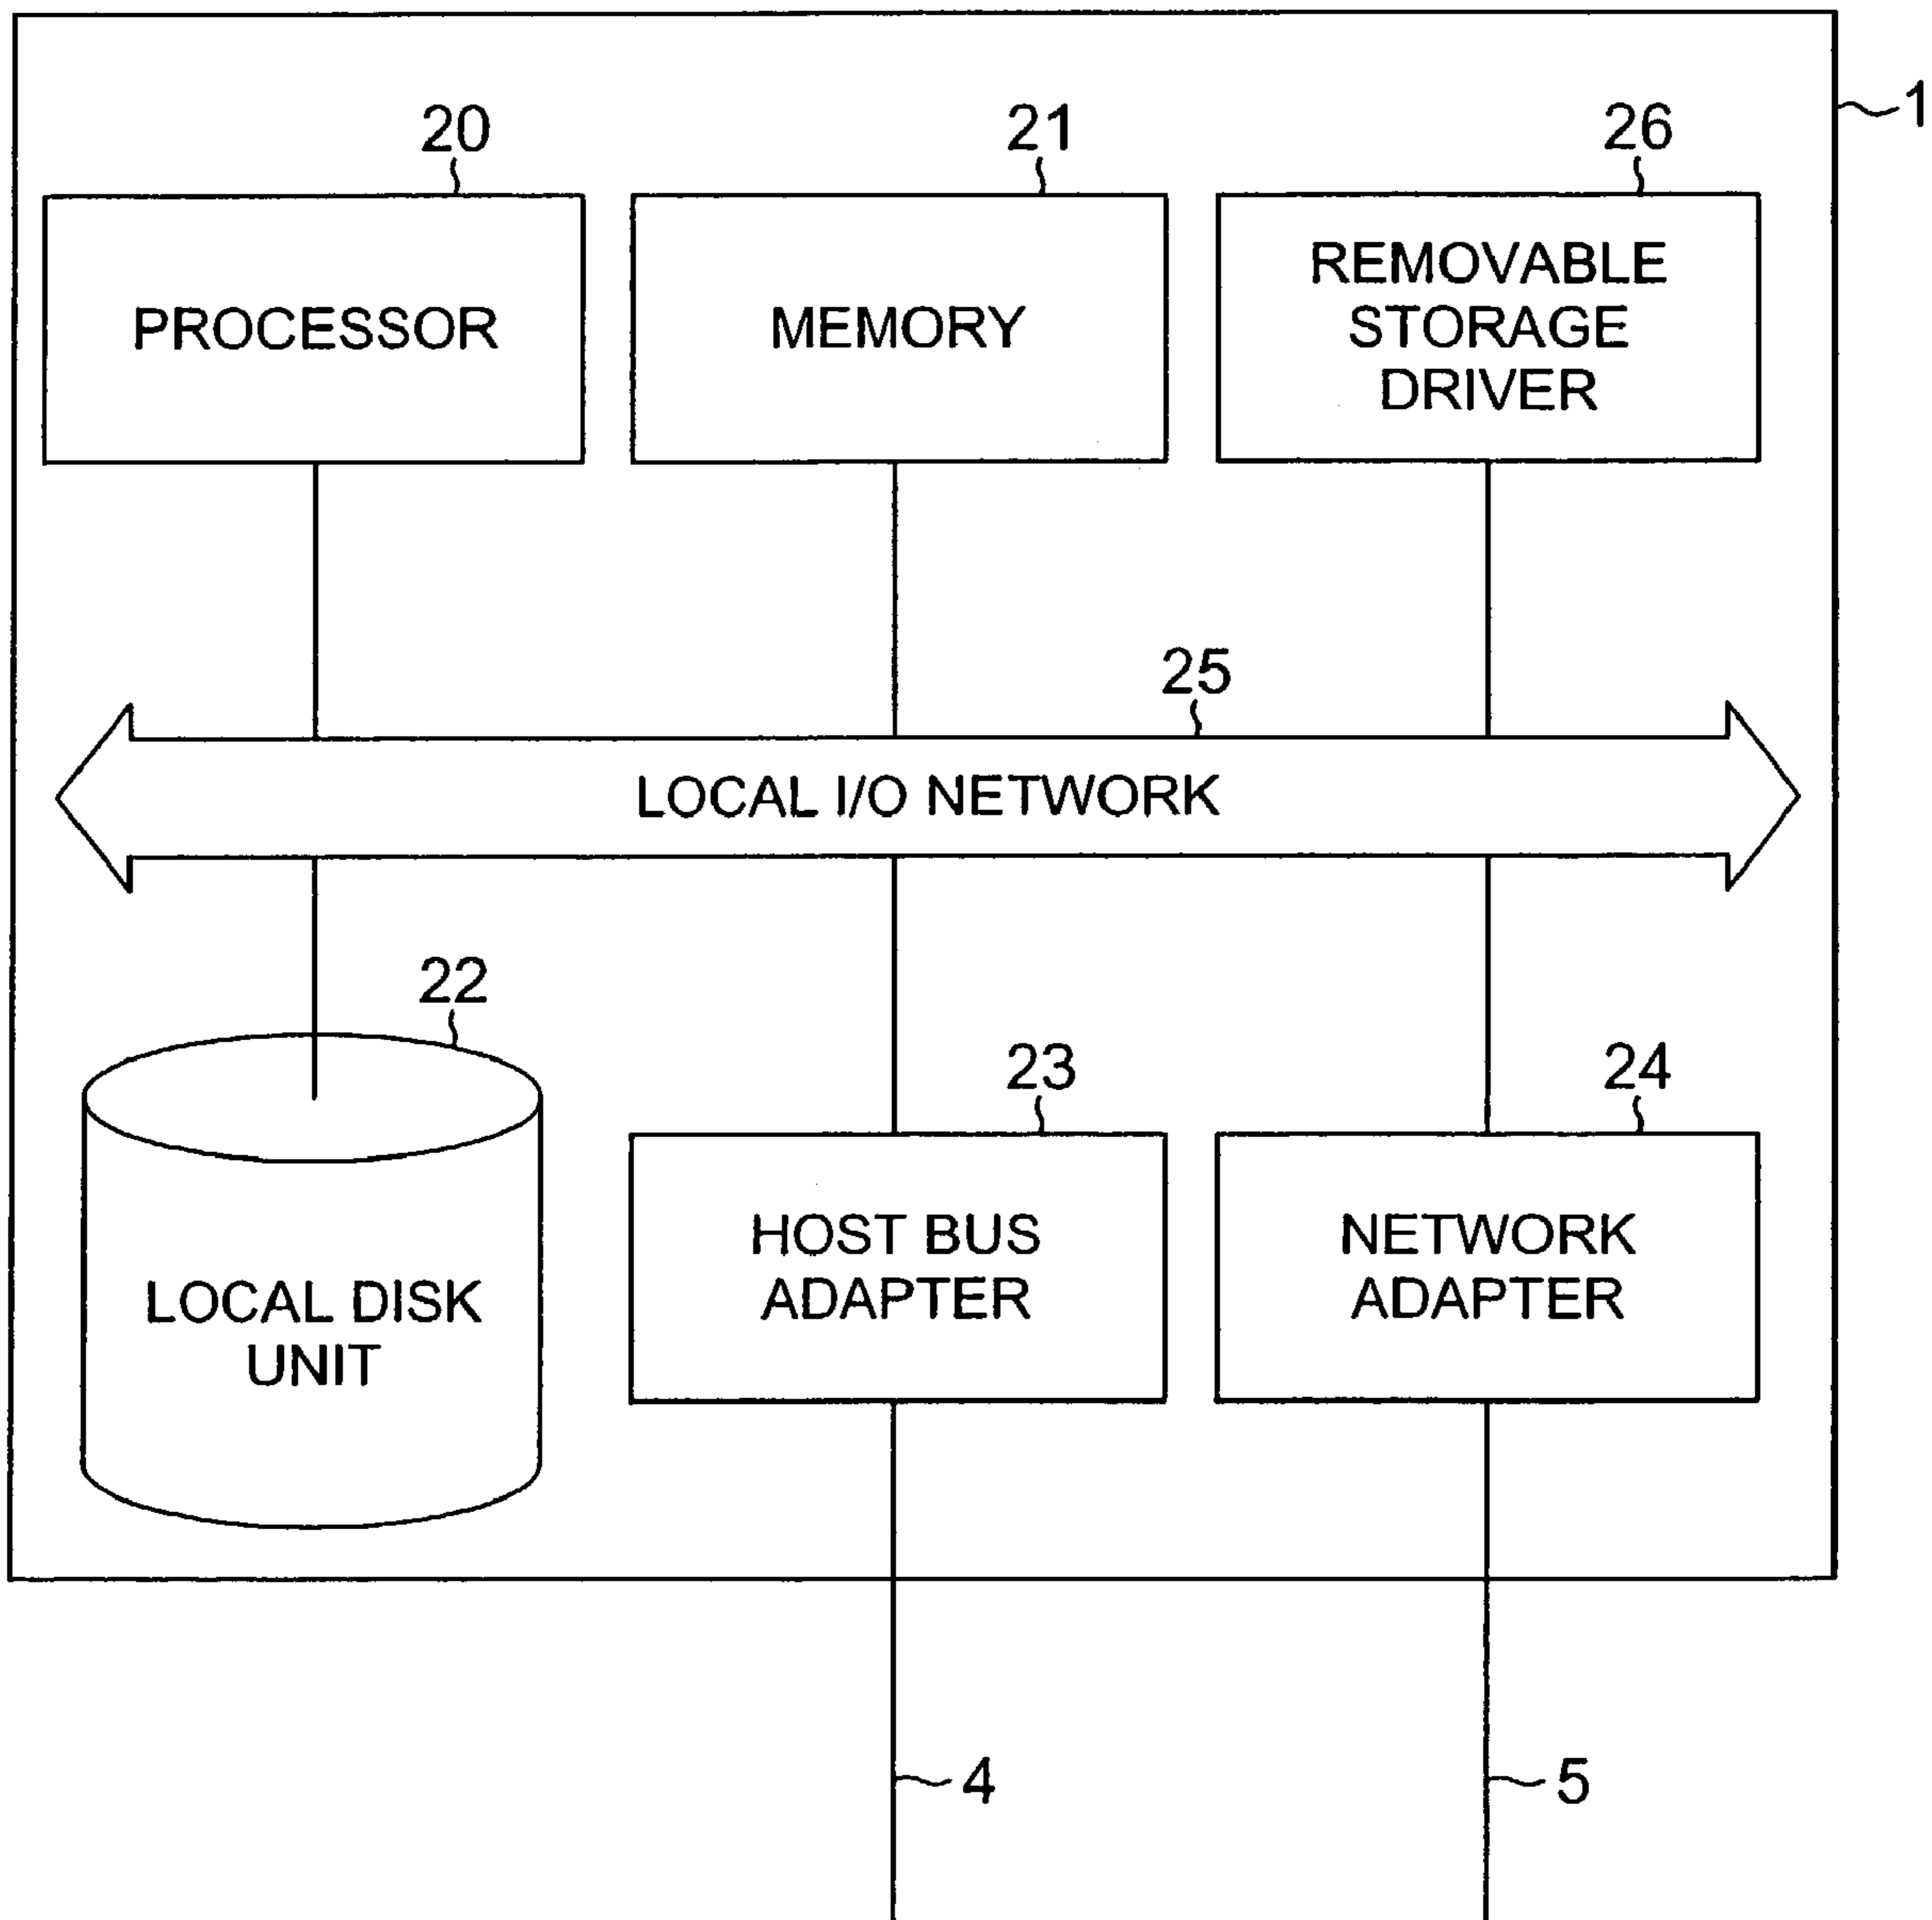 1
20
21
26
PROCESSOR
MEMORY
REMOVABLE
STORAGE
DRIVER
25
LOCAL I/O NETWORK
22
23
24
LOCAL DISK
UNIT
HOST BUS
ADAPTER
NETWORK
ADAPTER
4
5